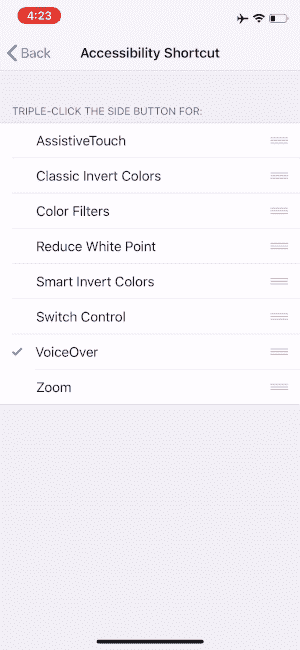 4:23
Back
Accessibility Shortcut
TRIPLE-CLICK THE SIDE BUTTON FOR:
AssistiveTouch
Classic Invert Colors
Color Filters
Reduce White Point
Smart Invert Colors
Switch Control
VoiceOver
Zoom